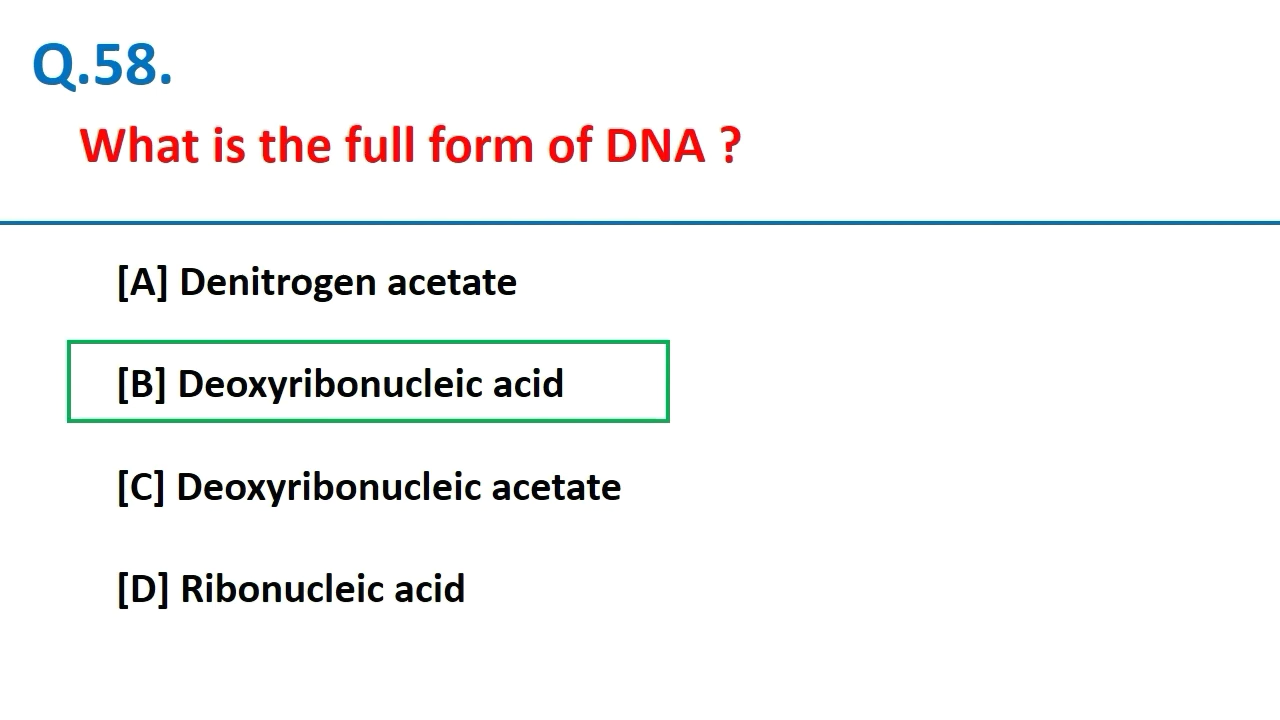 Q.58.
What is the full form of DNA ?
[A] Denitrogen acetate
[B] Deoxyribonucleic acid
[C] Deoxyribonucleic acetate
[D] Ribonucleic acid